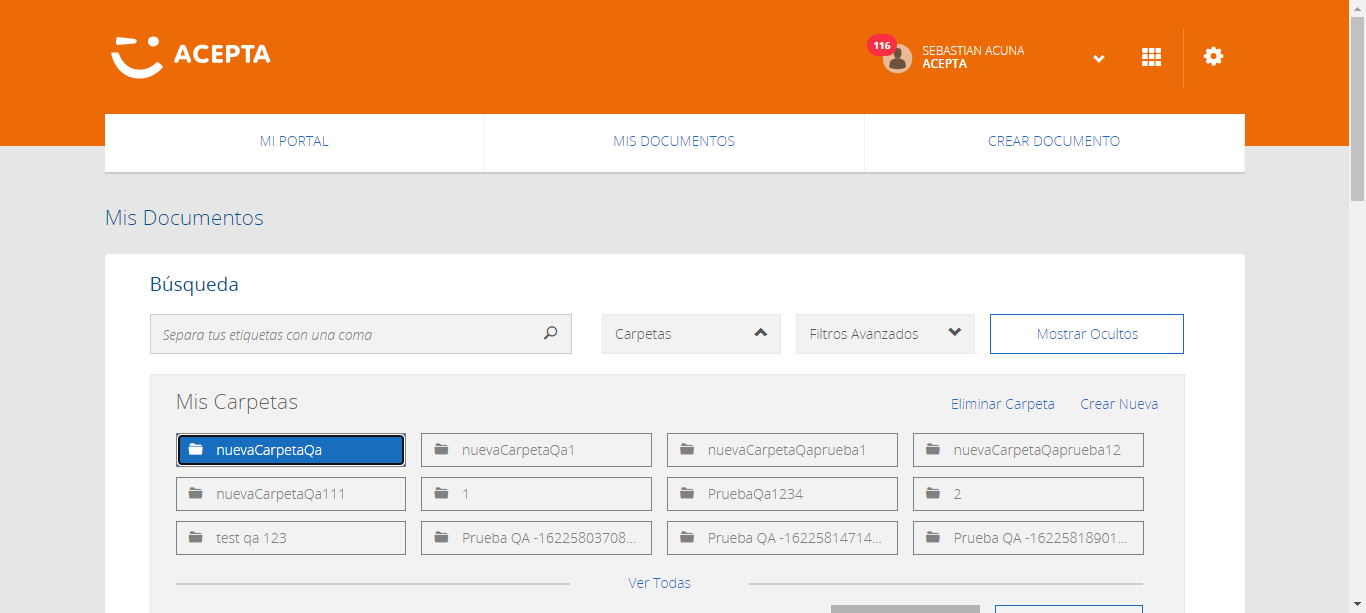 ACEPTA
116
SEBASTIAN ACUNA
ACEPTA
MI PORTAL
MIS DOCUMENTOS
CREAR DOCUMENTO
Mis Documentos
Búsqueda
Separa tus etiquetas con una coma
Carpetas
Filtros Avanzados
Mostrar Ocultos
Mis Carpetas
Eliminar Carpeta
Crear Nueva
nuevaCarpetaQa
nuevaCarpetaQa1
nuevaCarpetaQaprueba1
nuevaCarpetaQaprueba12
nuevaCarpetaQa111
1
PruebaQa1234
2
test qa 123
Prueba QA -16225803708...
Prueba QA -16225814714...
Prueba QA -16225818901...
Ver Todas